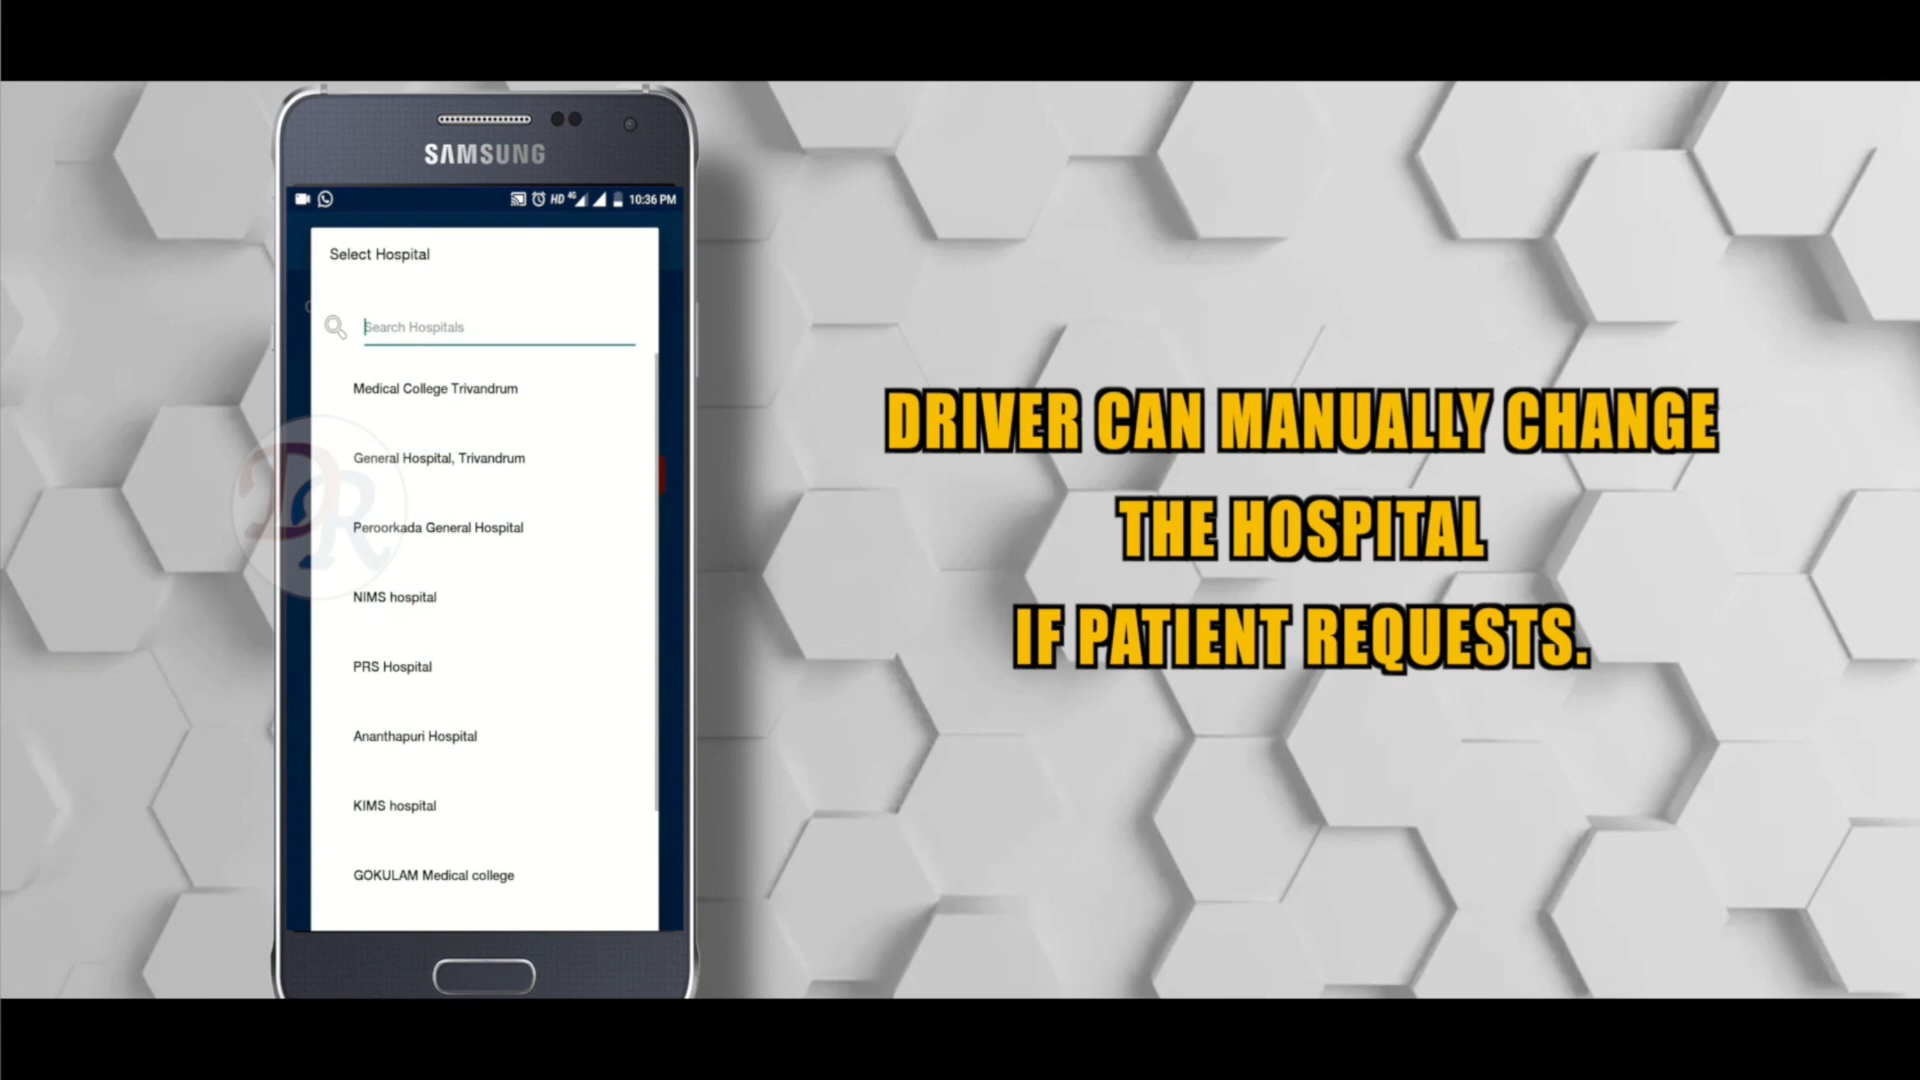 SAMSUNG
HD 4G 10:36 PM
Select Hospital
Search Hospitals
Medical College Trivandrum
General Hospital, Trivandrum
Peroorkada General Hospital
NIMS hospital
PRS Hospital
Ananthapuri Hospital
KIMS hospital
GOKULAM Medical college
DR
DRIVER CAN MANUALLY CHANGE
THE HOSPITAL
IF PATIENT REQUESTS.